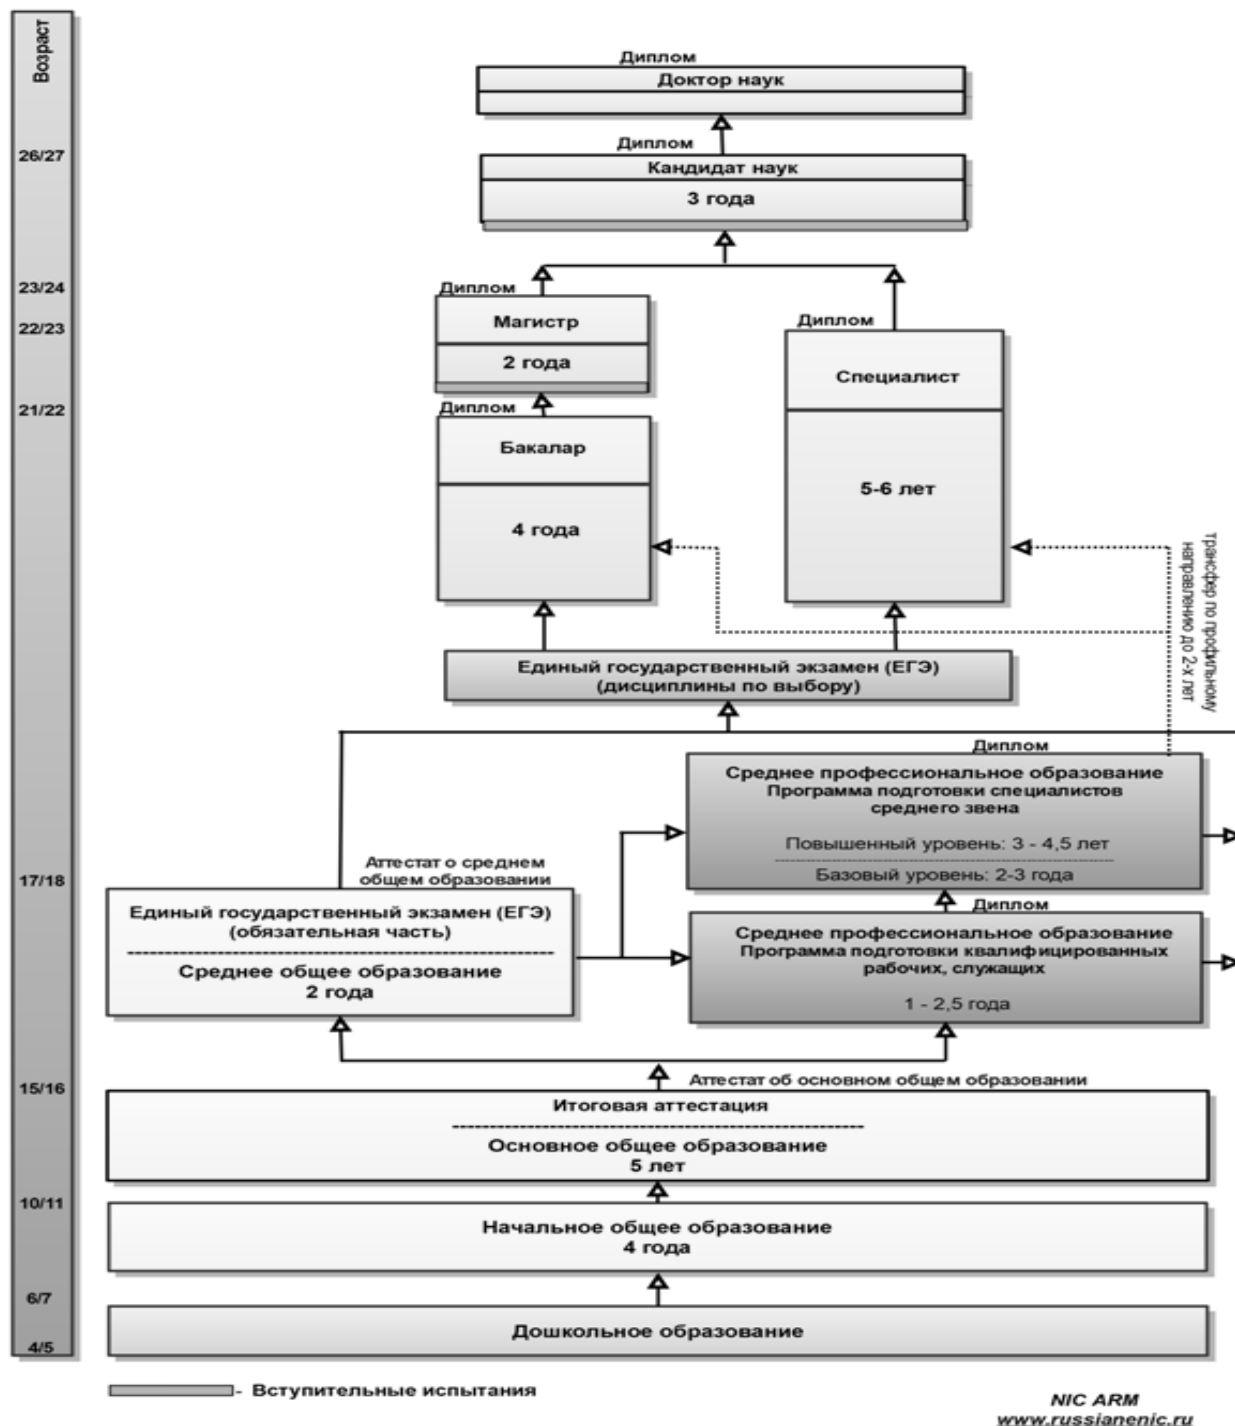 Возраст
Диплом
Доктор наук
26/27
Диплом
Кандидат наук
3 года
23/24
Диплом
22/23
Магистр
2 года
Диплом
Специалист
5-6 лет
21/22
Диплом
Бакалар
4 года
трансфер по профильному
направлению до 2-х лет
Единый государственный экзамен (ЕГЭ)
(дисциплины по выбору)
Диплом
Среднее профессиональное образование
Программа подготовки специалистов
среднего звена
Повышенный уровень: 3 - 4,5 лет
Базовый уровень: 2-3 года
17/18
Аттестат о среднем
общем образовании
Единый государственный экзамен (ЕГЭ)
(обязательная часть)
Среднее общее образование
2 года
Диплом
Среднее профессиональное образование
Программа подготовки квалифицированных
рабочих, служащих
1 - 2,5 года
15/16
Аттестат об основном общем образовании
Итоговая аттестация
Основное общее образование
5 лет
10/11
Начальное общее образование
4 года
6/7
Дошкольное образование
4/5
- Вступительные испытания
NIC ARM
www.russianenic.ru